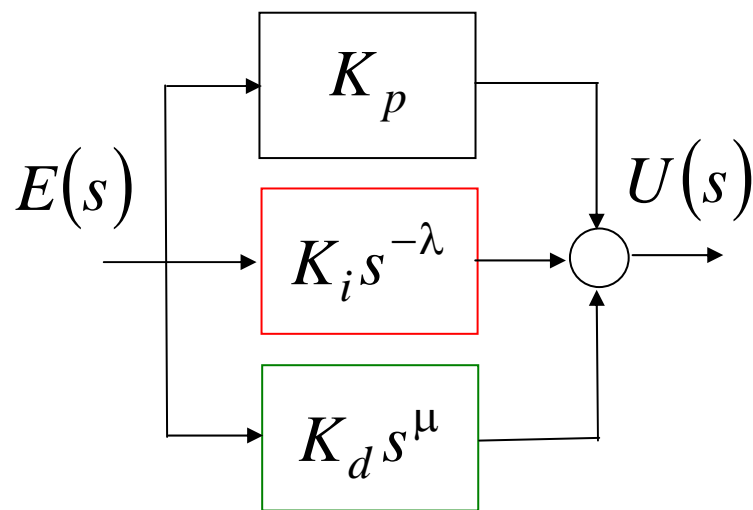 K_p
E(s)
U(s)
K_i s^{-λ}
K_d s^μ